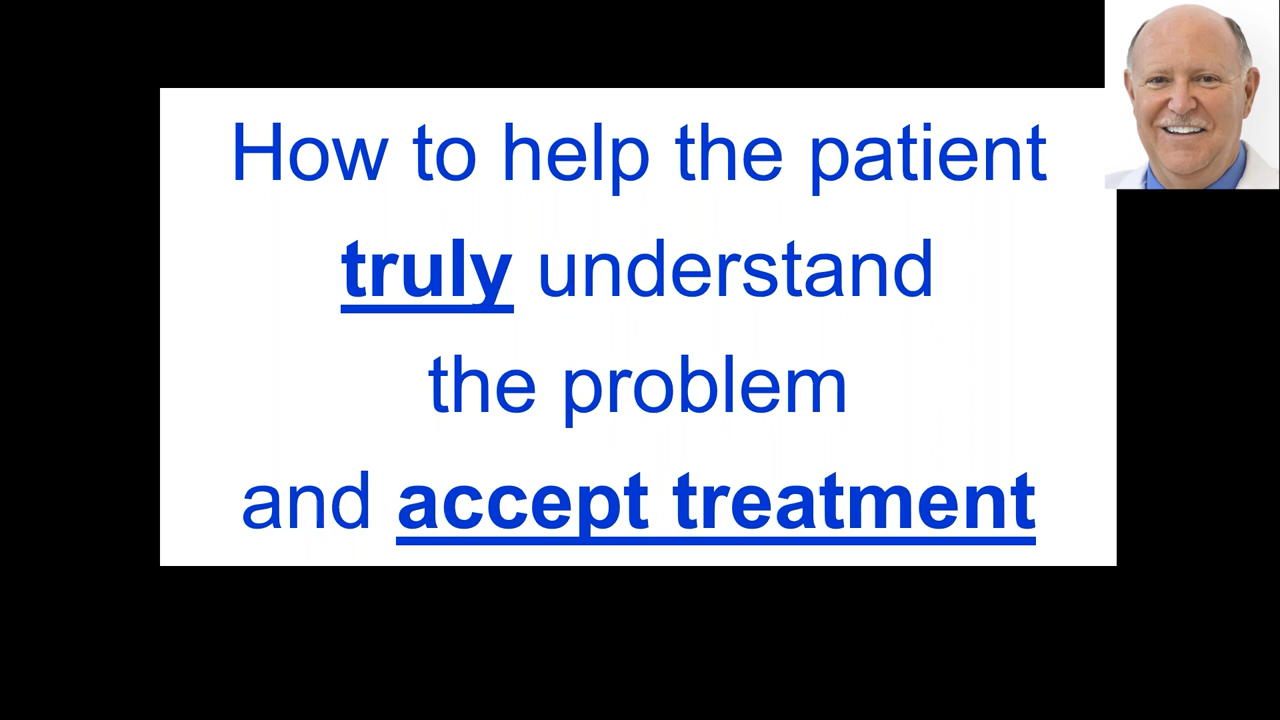 How to help the patient
truly understand
the problem
and accept treatment